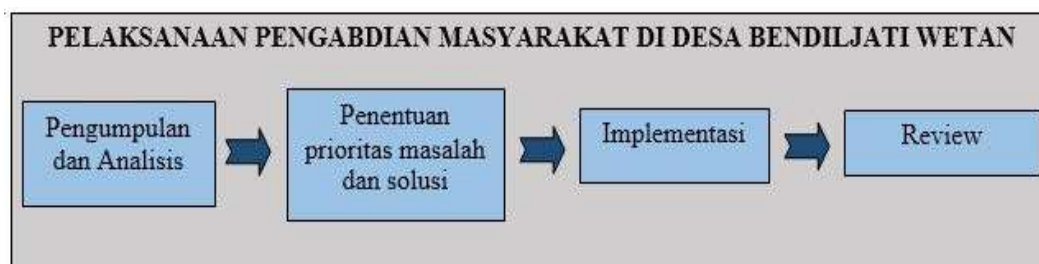 PELAKSANAAN PENGABDIAN MASYARAKAT DI DESA BENDILJATI WETAN
Pengumpulan
dan Analisis
Penentuan
prioritas masalah
dan solusi
Implementasi
Review